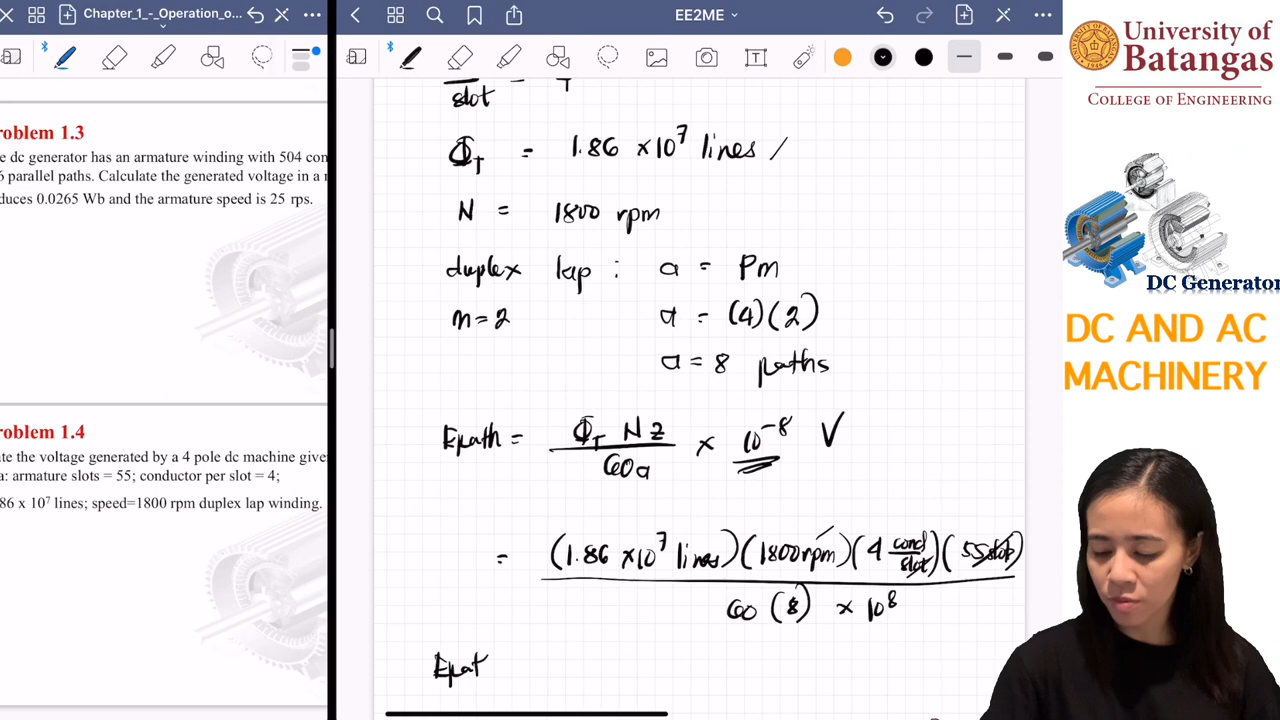 Chapter_1_-_Operation_o...
EE2ME
roblem 1.3
e dc generator has an armature winding with 504 con
6 parallel paths. Calculate the generated voltage in a
duces 0.0265 Wb and the armature speed is 25 rps.
roblem 1.4
ate the voltage generated by a 4 pole dc machine give
a: armature slots = 55; conductor per slot = 4;
86 x 10⁷ lines; speed=1800 rpm duplex lap winding.
slot = 4
Φ_T = 1.86 ×10⁷ lines /
N = 1800 rpm
duplex lap : a = Pm
m=2 a = (4)(2)
a = 8 paths
Epath = Φ_T N Z / 60a × 10⁻⁸ V
= (1.86 ×10⁷ lines)(1800rpm)(4 cond/slot)(55slot) / 60 (8) × 10⁸
Epat
University of
Batangas
COLLEGE OF ENGINEERING
DC Generator
DC AND AC
MACHINERY